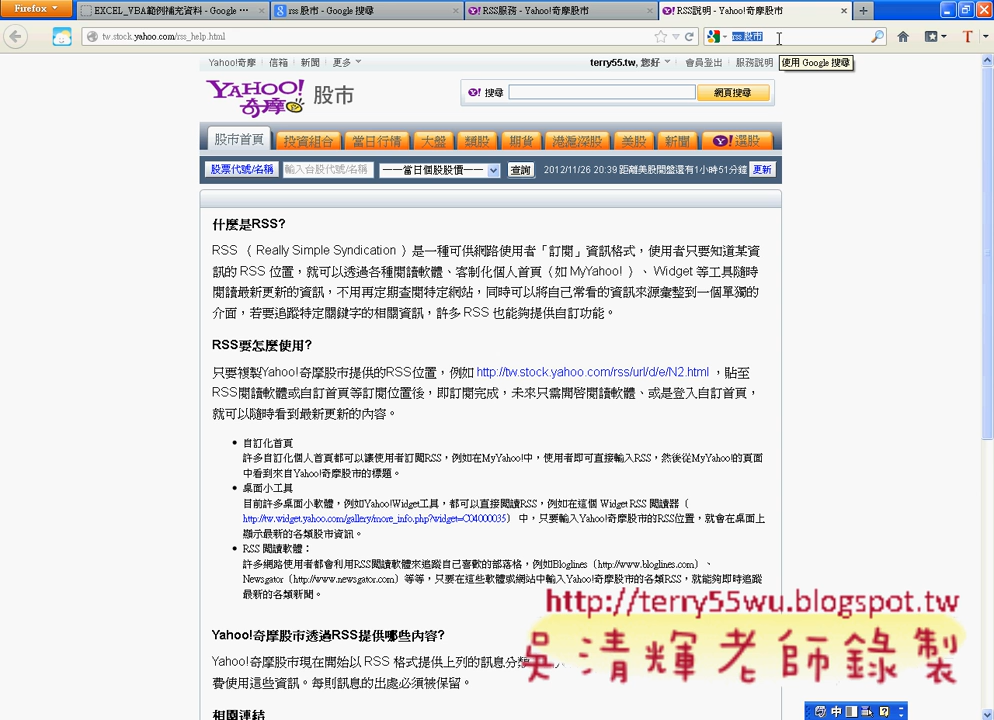 Firefox
EXCEL_VBA範例補充資料 - Google ...
rss 股市 - Google 搜尋
RSS服務 - Yahoo!奇摩股市
RSS說明 - Yahoo!奇摩股市
tw.stock.yahoo.com/rss_help.html
rss 股市
使用 Google 搜尋
Yahoo!奇摩 信箱 新聞 更多
terry55.tw, 您好 會員登出 服務說明
YAHOO! 奇摩 股市
Y! 搜尋 網頁搜尋
股市首頁 投資組合 當日行情 大盤 類股 期貨 港滬深股 美股 新聞 Y!選股
股票代號/名稱 輸入台股代號/名稱 ——當日個股股價—— 查詢 2012/11/26 20:39 距離美股開盤還有1小時51分鐘 更新
什麼是RSS?
RSS （ Really Simple Syndication ）是一種可供網路使用者「訂閱」資訊格式，使用者只要知道某資
訊的 RSS 位置，就可以透過各種閱讀軟體、客制化個人首頁（如 MyYahoo! ）、 Widget 等工具隨時
閱讀最新更新的資訊，不用再定期查閱特定網站，同時可以將自己常看的資訊來源彙整到一個單獨的
介面，若要追蹤特定關鍵字的相關資訊，許多 RSS 也能夠提供自訂功能。
RSS要怎麼使用?
只要複製Yahoo!奇摩股市提供的RSS位置，例如 http://tw.stock.yahoo.com/rss/url/d/e/N2.html ，貼至
RSS閱讀軟體或自訂首頁等訂閱位置後，即訂閱完成，未來只需開啓閱讀軟體、或是登入自訂首頁，
就可以隨時看到最新更新的內容。
自訂化首頁
許多自訂化個人首頁都可以讓使用者訂閱RSS，例如在MyYahoo!中，使用者即可直接輸入RSS，然後從MyYahoo!的頁面
中看到來自Yahoo!奇摩股市的標題。
桌面小工具
目前許多桌面小軟體，例如Yahoo!Widget工具，都可以直接閱讀RSS，例如在這個 Widget RSS 閱讀器（
http://tw.widget.yahoo.com/gallery/more_info.php?widget=C04000035） 中，只要輸入Yahoo!奇摩股市的RSS位置，就會在桌面上
顯示最新的各類股市資訊。
RSS 閱讀軟體：
許多網路使用者都會利用RSS閱讀軟體來追蹤自己喜歡的部落格，例如Bloglines（http://www.bloglines.com）、
Newsgator（http://www.newsgator.com）等等，只要在這些軟體或網站中輸入Yahoo!奇摩股市的各類RSS，就能夠即時追蹤
最新的各類新聞。
http://terry55wu.blogspot.tw
吳清輝老師錄製
Yahoo!奇摩股市透過RSS提供哪些內容?
Yahoo!奇摩股市現在開始以 RSS 格式提供上列的訊息分類
費使用這些資訊。每則訊息的出處必須被保留。
相關連結
中